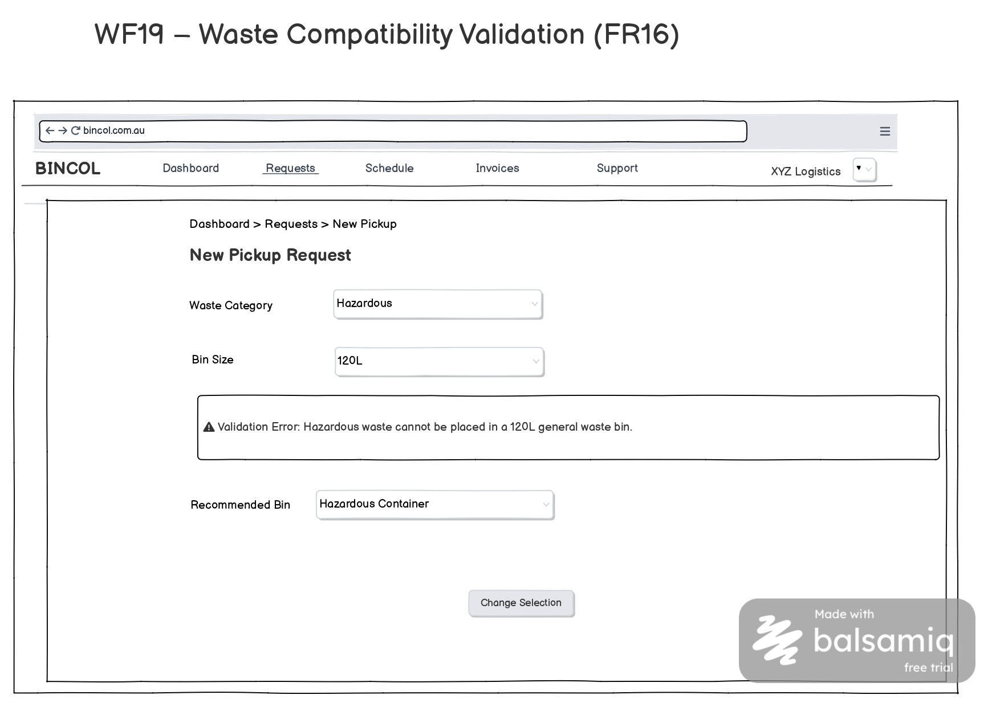 WF19 – Waste Compatibility Validation (FR16)
bincol.com.au
BINCOL Dashboard Requests Schedule Invoices Support XYZ Logistics
Dashboard > Requests > New Pickup
New Pickup Request
Waste Category Hazardous
Bin Size 120L
Validation Error: Hazardous waste cannot be placed in a 120L general waste bin.
Recommended Bin Hazardous Container
Change Selection
Made with
balsamiq
free trial